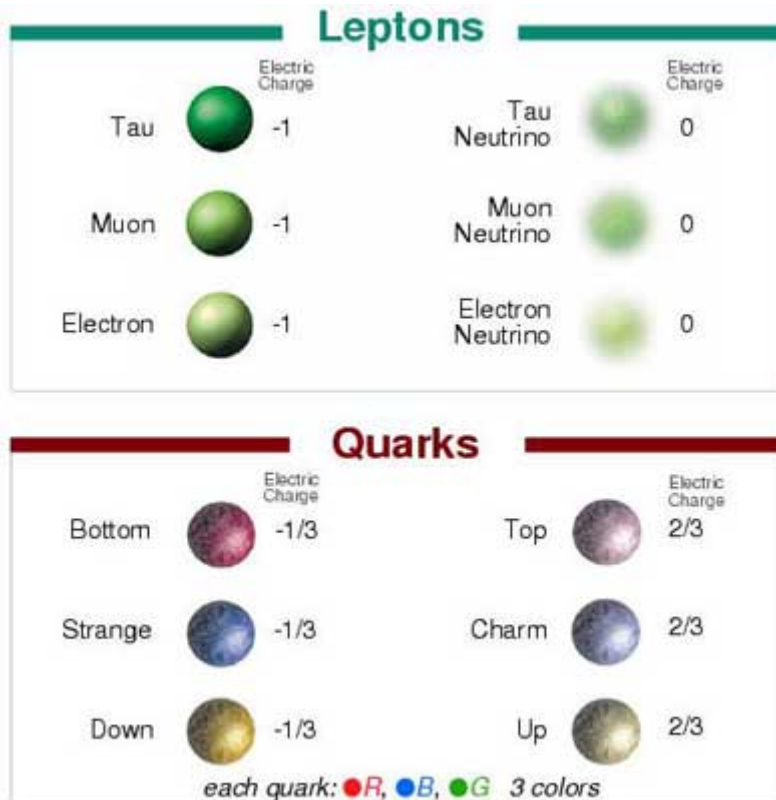 Leptons
Electric
Charge
Tau -1
Muon -1
Electron -1
Electric
Charge
Tau
Neutrino 0
Muon
Neutrino 0
Electron
Neutrino 0
Quarks
Electric
Charge
Bottom -1/3
Strange -1/3
Down -1/3
Electric
Charge
Top 2/3
Charm 2/3
Up 2/3
each quark: R, B, G 3 colors